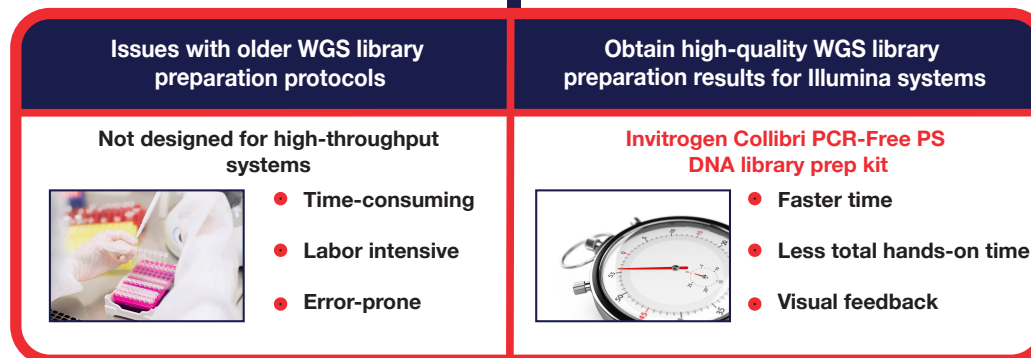 Issues with older WGS library
preparation protocols
Obtain high-quality WGS library
preparation results for Illumina systems
Not designed for high-throughput
systems
Time-consuming
Labor intensive
Error-prone
Invitrogen Collibri PCR-Free PS
DNA library prep kit
Faster time
Less total hands-on time
Visual feedback